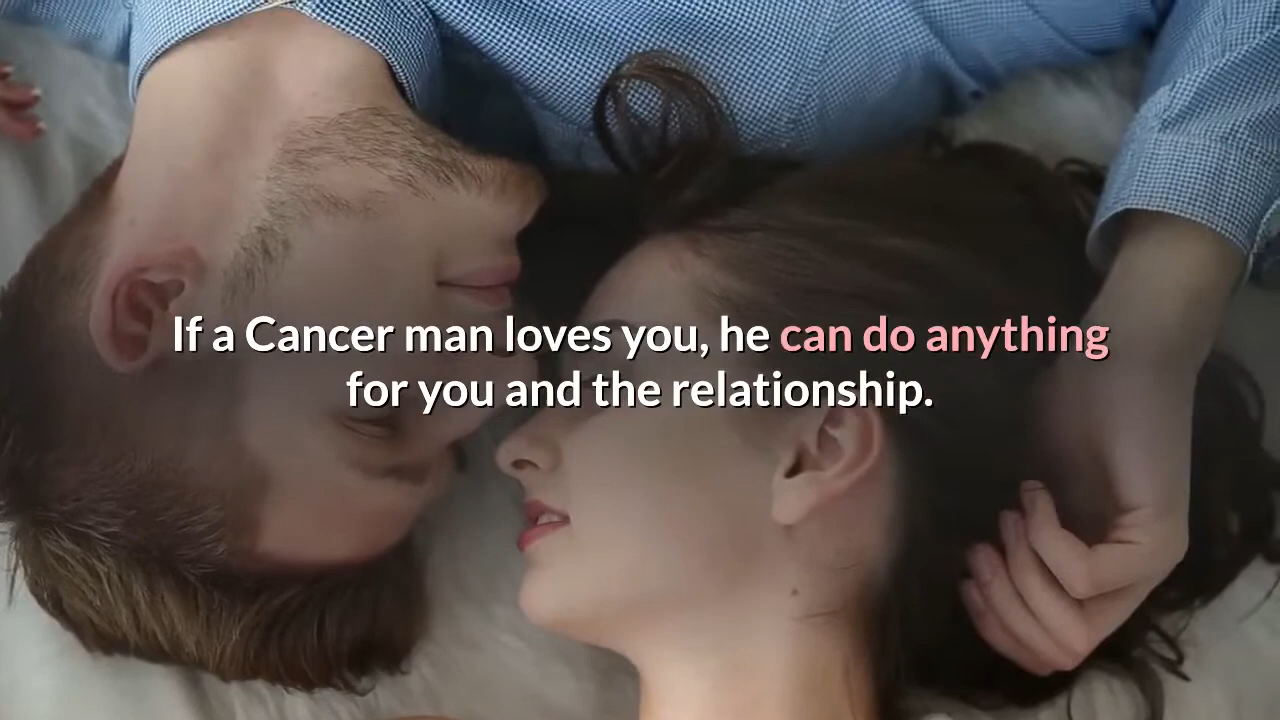 If a Cancer man loves you, he can do anything
for you and the relationship.